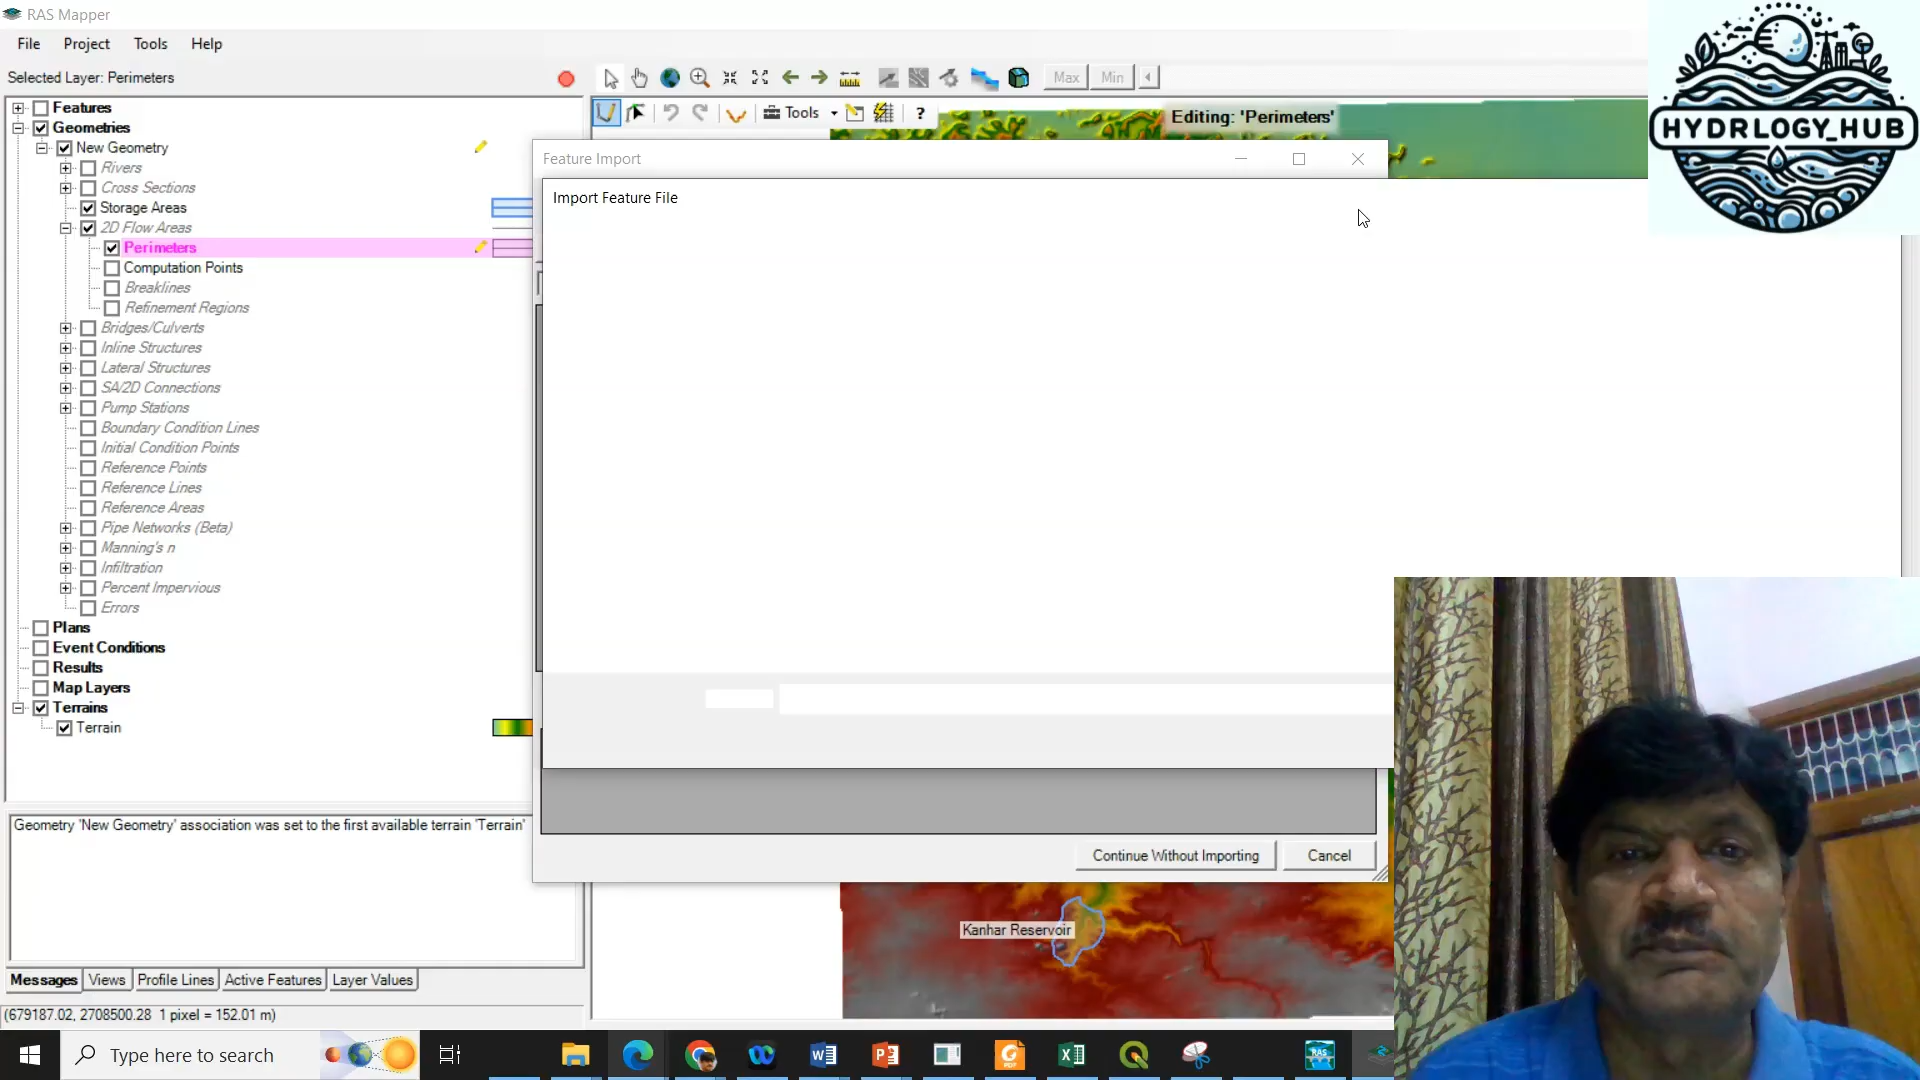 RAS Mapper
File Project Tools Help
Selected Layer: Perimeters
Max Min
Tools
?
Editing: 'Perimeters'
HYDRLOGY_HUB
Features
Geometries
New Geometry
Rivers
Cross Sections
Storage Areas
2D Flow Areas
Perimeters
Computation Points
Breaklines
Refinement Regions
Bridges/Culverts
Inline Structures
Lateral Structures
SA/2D Connections
Pump Stations
Boundary Condition Lines
Initial Condition Points
Reference Points
Reference Lines
Reference Areas
Pipe Networks (Beta)
Manning's n
Infiltration
Percent Impervious
Errors
Plans
Event Conditions
Results
Map Layers
Terrains
Terrain
Feature Import
Import Feature File
Continue Without Importing Cancel
Kanhar Reservoir
Geometry 'New Geometry' association was set to the first available terrain 'Terrain'
Messages Views Profile Lines Active Features Layer Values
(679187.02, 2708500.28 1 pixel = 152.01 m)
Type here to search
RAS